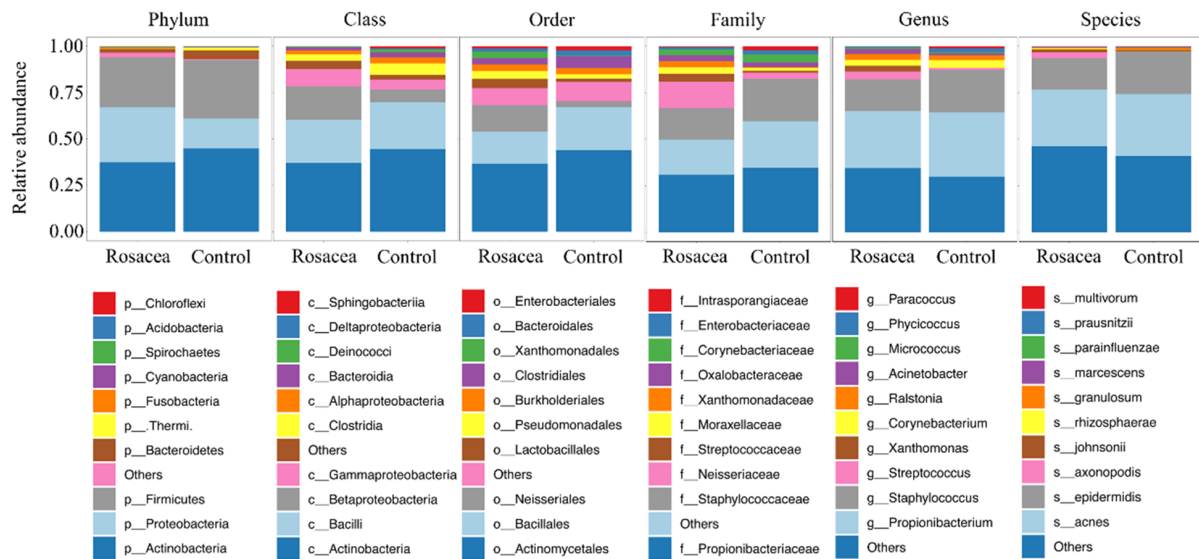 Phylum Class Order Family Genus Species
1.00
0.75
0.50
0.25
0.00
Relative abundance
Rosacea Control Rosacea Control Rosacea Control Rosacea Control Rosacea Control Rosacea Control
p__Chloroflexi
p__Acidobacteria
p__Spirochaetes
p__Cyanobacteria
p__Fusobacteria
p__.Thermi.
p__Bacteroidetes
Others
p__Firmicutes
p__Proteobacteria
p__Actinobacteria
c__Sphingobacteriia
c__Deltaproteobacteria
c__Deinococci
c__Bacteroidia
c__Alphaproteobacteria
c__Clostridia
Others
c__Gammaproteobacteria
c__Betaproteobacteria
c__Bacilli
c__Actinobacteria
o__Enterobacteriales
o__Bacteroidales
o__Xanthomonadales
o__Clostridiales
o__Burkholderiales
o__Pseudomonadales
o__Lactobacillales
Others
o__Neisseriales
o__Bacillales
o__Actinomycetales
f__Intrasporangiaceae
f__Enterobacteriaceae
f__Corynebacteriaceae
f__Oxalobacteraceae
f__Xanthomonadaceae
f__Moraxellaceae
f__Streptococcaceae
f__Neisseriaceae
f__Staphylococcaceae
Others
f__Propionibacteriaceae
g__Paracoccus
g__Phycicoccus
g__Micrococcus
g__Acinetobacter
g__Ralstonia
g__Corynebacterium
g__Xanthomonas
g__Streptococcus
g__Staphylococcus
g__Propionibacterium
Others
s__multivorum
s__prausnitzii
s__parainfluenzae
s__marcescens
s__granulosum
s__rhizosphaerae
s__johnsonii
s__axonopodis
s__epidermidis
s__acnes
Others